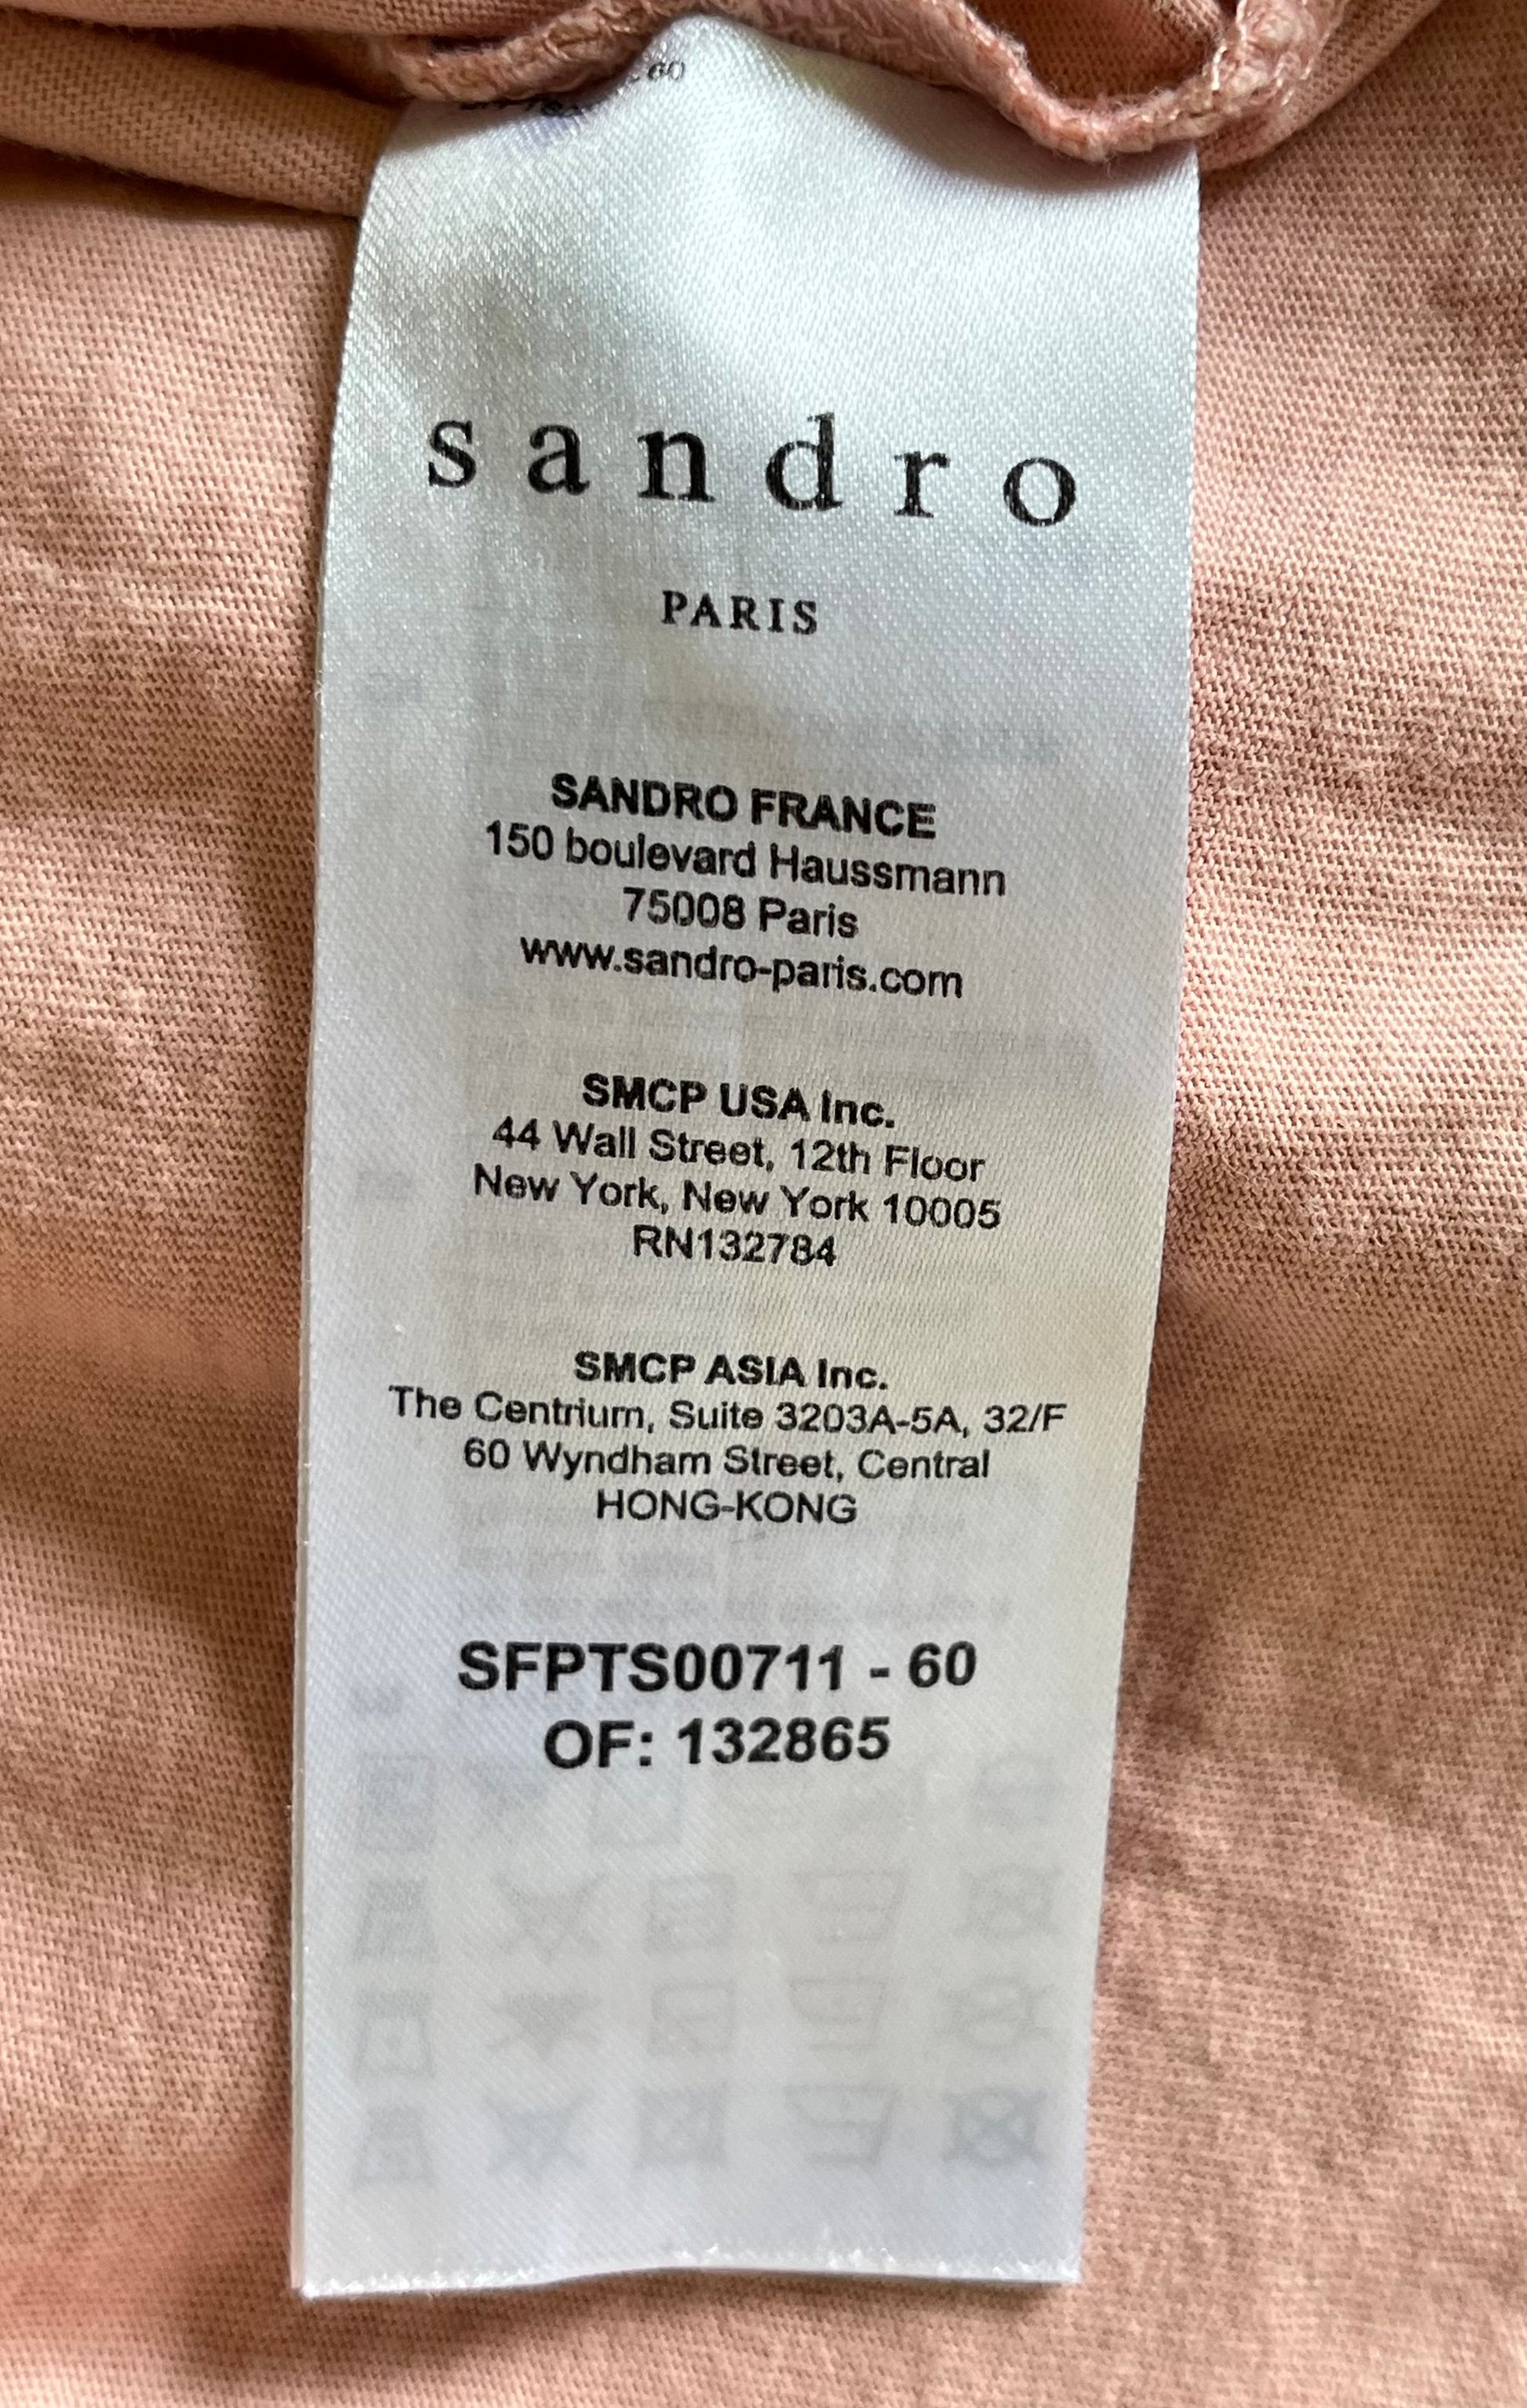 60
s a n d r o
PARIS
SANDRO FRANCE
150 boulevard Haussmann
75008 Paris
www.sandro-paris.com
SMCP USA Inc.
44 Wall Street, 12th Floor
New York, New York 10005
RN132784
SMCP ASIA Inc.
The Centrium, Suite 3203A-5A, 32/F
60 Wyndham Street, Central
HONG-KONG
SFPTS00711 - 60
OF: 132865